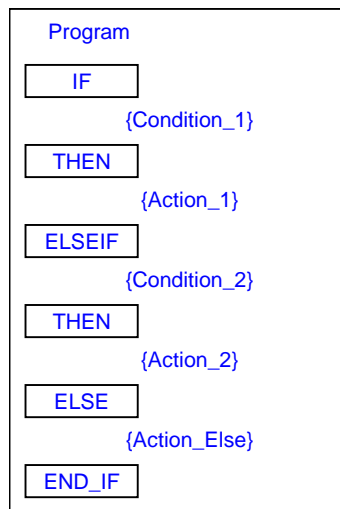 Program
IF
{Condition_1}
THEN
{Action_1}
ELSEIF
{Condition_2}
THEN
{Action_2}
ELSE
{Action_Else}
END_IF